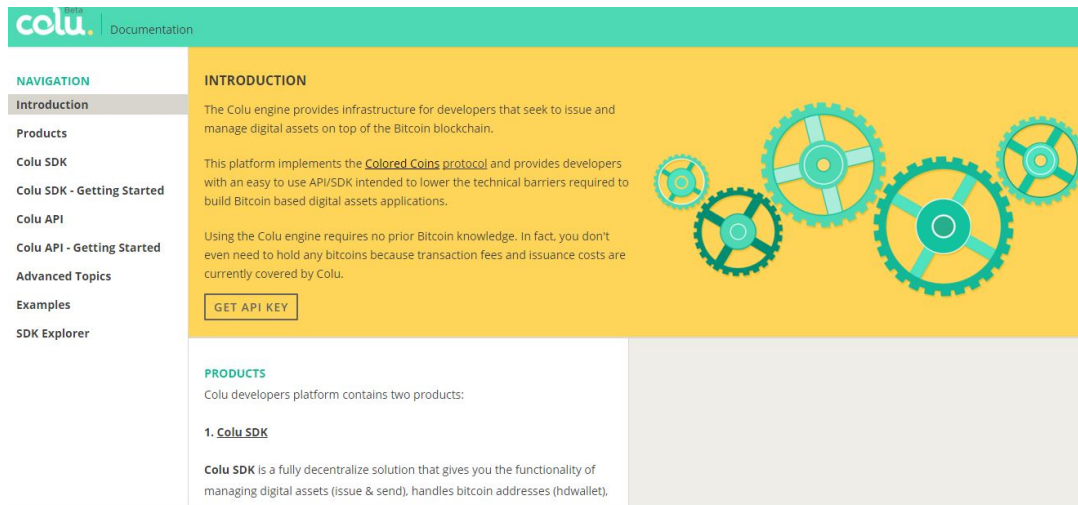 Beta
colu.
Documentation
NAVIGATION
Introduction
Products
Colu SDK
Colu SDK - Getting Started
Colu API
Colu API - Getting Started
Advanced Topics
Examples
SDK Explorer
INTRODUCTION
The Colu engine provides infrastructure for developers that seek to issue and
manage digital assets on top of the Bitcoin blockchain.
This platform implements the Colored Coins protocol and provides developers
with an easy to use API/SDK intended to lower the technical barriers required to
build Bitcoin based digital assets applications.
Using the Colu engine requires no prior Bitcoin knowledge. In fact, you don't
even need to hold any bitcoins because transaction fees and issuance costs are
currently covered by Colu.
GET API KEY
PRODUCTS
Colu developers platform contains two products:
1. Colu SDK
Colu SDK is a fully decentralize solution that gives you the functionality of
managing digital assets (issue & send), handles bitcoin addresses (hdwallet),